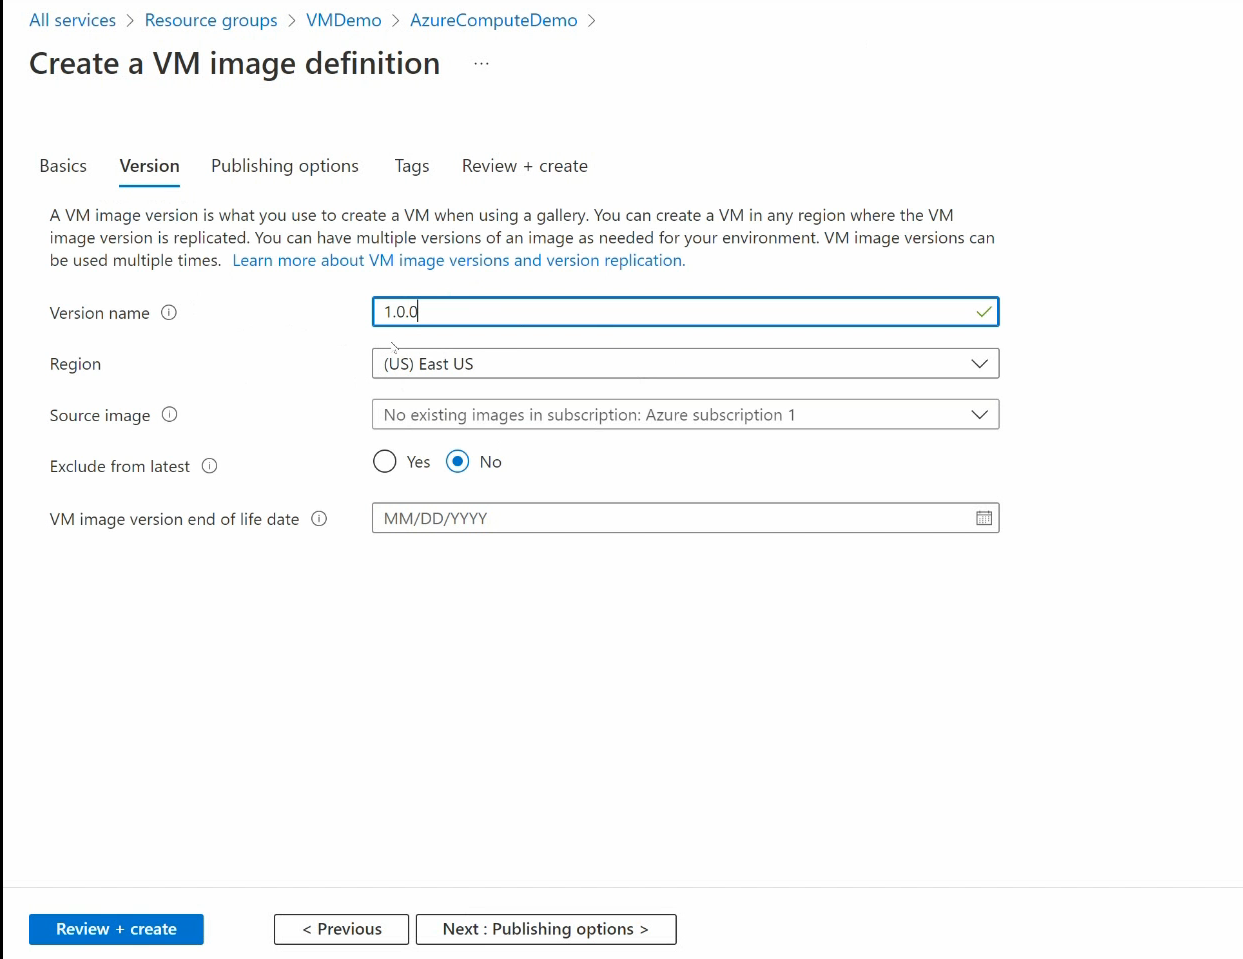 All services > Resource groups > VMDemo > AzureComputeDemo >
Create a VM image definition ...
Basics Version Publishing options Tags Review + create
A VM image version is what you use to create a VM when using a gallery. You can create a VM in any region where the VM
image version is replicated. You can have multiple versions of an image as needed for your environment. VM image versions can
be used multiple times. Learn more about VM image versions and version replication.
Version name
1.0.0
Region
(US) East US
Source image
No existing images in subscription: Azure subscription 1
Exclude from latest
Yes No
VM image version end of life date
MM/DD/YYYY
Review + create < Previous Next : Publishing options >